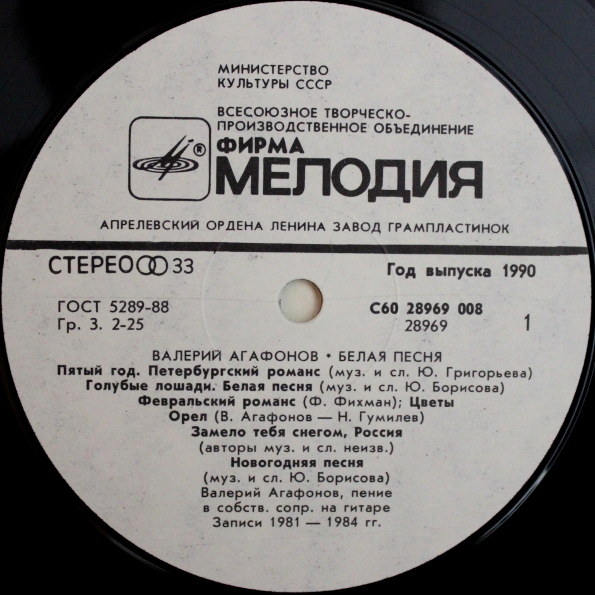 МИНИСТЕРСТВО
КУЛЬТУРЫ СССР
ВСЕСОЮЗНОЕ ТВОРЧЕСКО-
ПРОИЗВОДСТВЕННОЕ ОБЪЕДИНЕНИЕ
®
ФИРМА
МЕЛОДИЯ
АПРЕЛЕВСКИЙ ОРДЕНА ЛЕНИНА ЗАВОД ГРАМПЛАСТИНОК
СТЕРЕО 33
Год выпуска 1990
ГОСТ 5289-88
С60 28969 008
Гр. 3. 2-25
28969
1
ВАЛЕРИЙ АГАФОНОВ • БЕЛАЯ ПЕСНЯ
Пятый год. Петербургский романс (муз. и сл. Ю. Григорьева)
Голубые лошади. Белая песня (муз. и сл. Ю. Борисова)
Февральский романс (Ф. Фихман); Цветы
Орел (В. Агафонов — Н. Гумилев)
Замело тебя снегом, Россия
(авторы муз. и сл. неизв.)
Новогодняя песня
(муз. и сл. Ю. Борисова)
Валерий Агафонов, пение
в собств. сопр. на гитаре
Записи 1981 — 1984 гг.